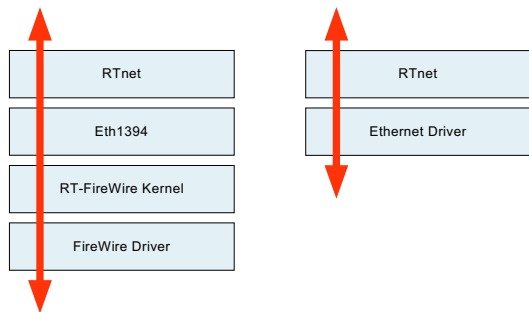 RTnet
Eth1394
RT-FireWire Kernel
FireWire Driver
RTnet
Ethernet Driver